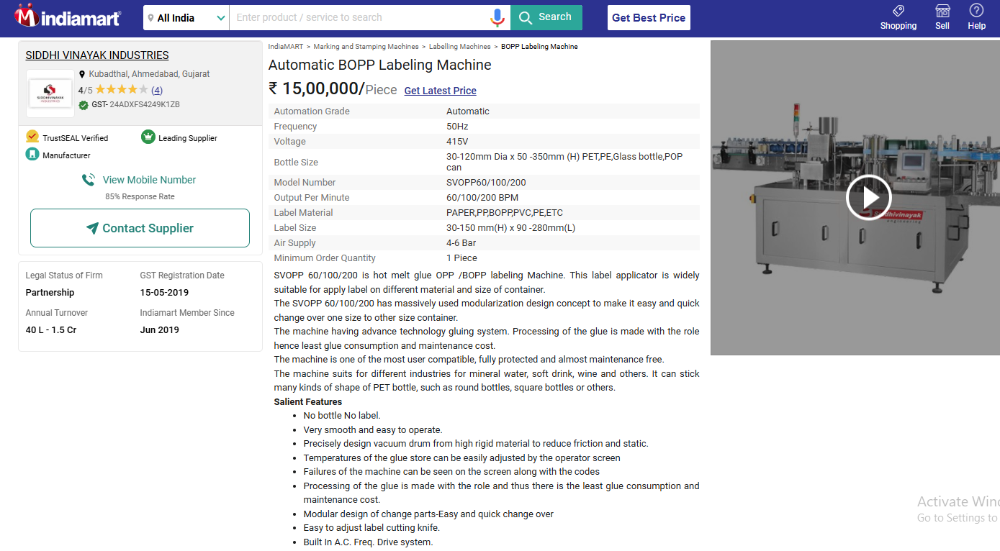 indiamart
All India
Enter product / service to search
Search
Get Best Price
Shopping
Sell
Help
SIDDHI VINAYAK INDUSTRIES
SIDDHIVINAYAK
INDUSTRIES
Kubadthal, Ahmedabad, Gujarat
4/5 (4)
GST- 24ADXFS4249K1ZB
TrustSEAL Verified
Leading Supplier
Manufacturer
View Mobile Number
85% Response Rate
Contact Supplier
Legal Status of Firm
GST Registration Date
Partnership
15-05-2019
Annual Turnover
Indiamart Member Since
40 L - 1.5 Cr
Jun 2019
IndiaMART > Marking and Stamping Machines > Labelling Machines > BOPP Labeling Machine
Automatic BOPP Labeling Machine
₹ 15,00,000/Piece Get Latest Price
Automation Grade Automatic
Frequency 50Hz
Voltage 415V
Bottle Size 30-120mm Dia x 50 -350mm (H) PET,PE,Glass bottle,POP
can
Model Number SVOPP60/100/200
Output Per Minute 60/100/200 BPM
Label Material PAPER,PP,BOPP,PVC,PE,ETC
Label Size 30-150 mm(H) x 90 -280mm(L)
Air Supply 4-6 Bar
Minimum Order Quantity 1 Piece
SVOPP 60/100/200 is hot melt glue OPP /BOPP labeling Machine. This label applicator is widely
suitable for apply label on different material and size of container.
The SVOPP 60/100/200 has massively used modularization design concept to make it easy and quick
change over one size to other size container.
The machine having advance technology gluing system. Processing of the glue is made with the role
hence least glue consumption and maintenance cost.
The machine is one of the most user compatible, fully protected and almost maintenance free.
The machine suits for different industries for mineral water, soft drink, wine and others. It can stick
many kinds of shape of PET bottle, such as round bottles, square bottles or others.
Salient Features
• No bottle No label.
• Very smooth and easy to operate.
• Precisely design vacuum drum from high rigid material to reduce friction and static.
• Temperatures of the glue store can be easily adjusted by the operator screen
• Failures of the machine can be seen on the screen along with the codes
• Processing of the glue is made with the role and thus there is the least glue consumption and
maintenance cost.
• Modular design of change parts-Easy and quick change over
• Easy to adjust label cutting knife.
• Built In A.C. Freq. Drive system.
engineering
Activate Win
Go to Settings to